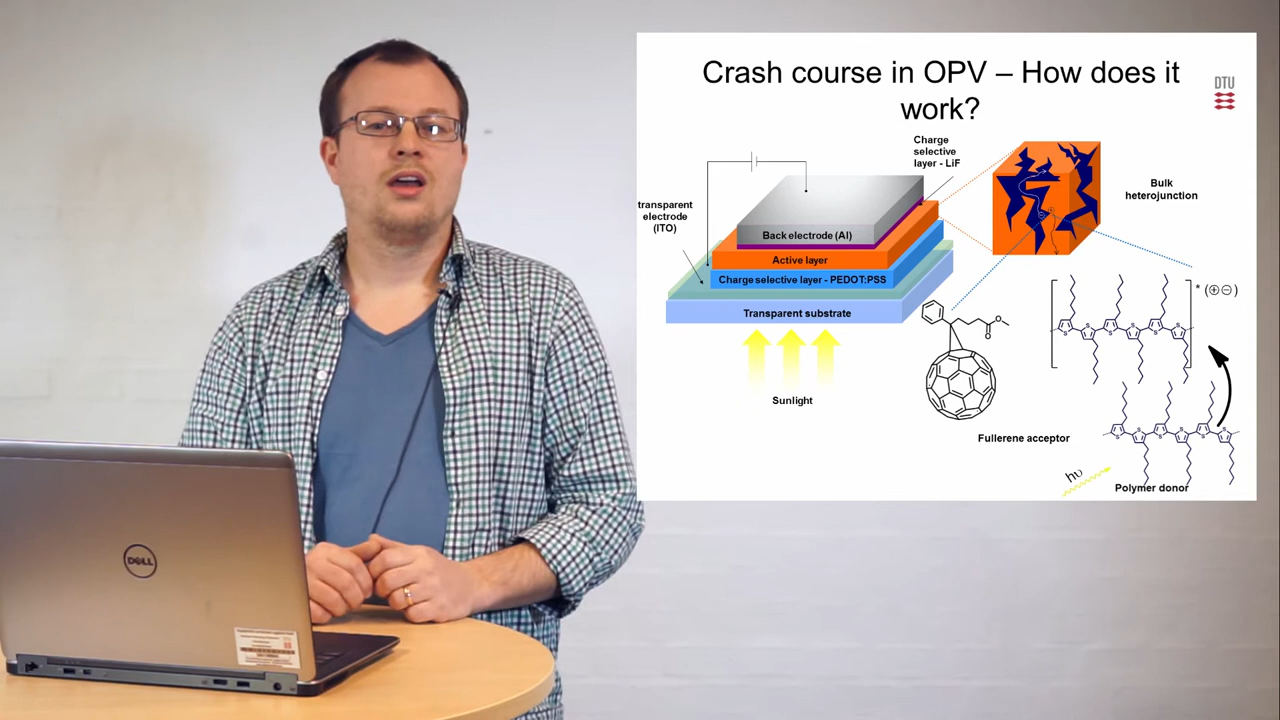 Crash course in OPV – How does it
work?
DTU
Charge
selective
layer - LiF
transparent
electrode
(ITO)
Back electrode (Al)
Active layer
Charge selective layer - PEDOT:PSS
Transparent substrate
Sunlight
Bulk
heterojunction
* (⊕⊖)
S S S S S S
O
O
Fullerene acceptor
S S S S S S
hυ
Polymer donor
DELL